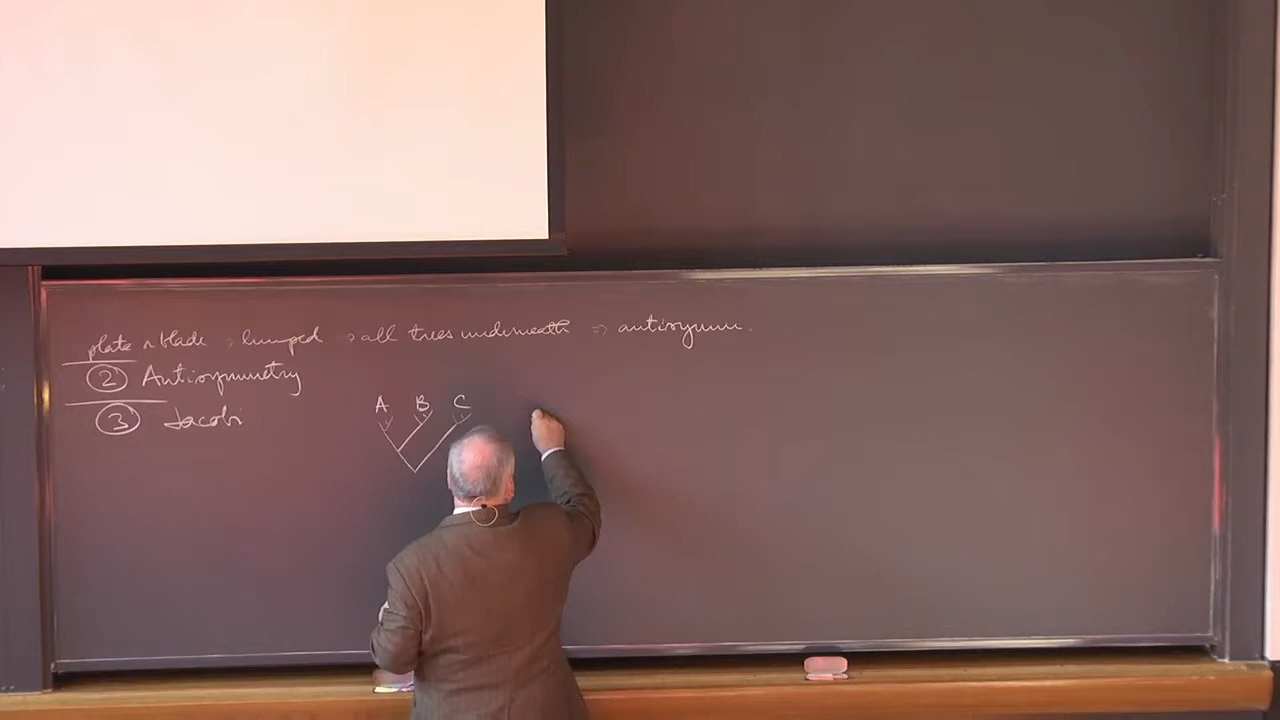 plate n blade → lumped → all trees underneath ⇒ antisymm.
② Antisymmetry
③ Jacobi
A B C